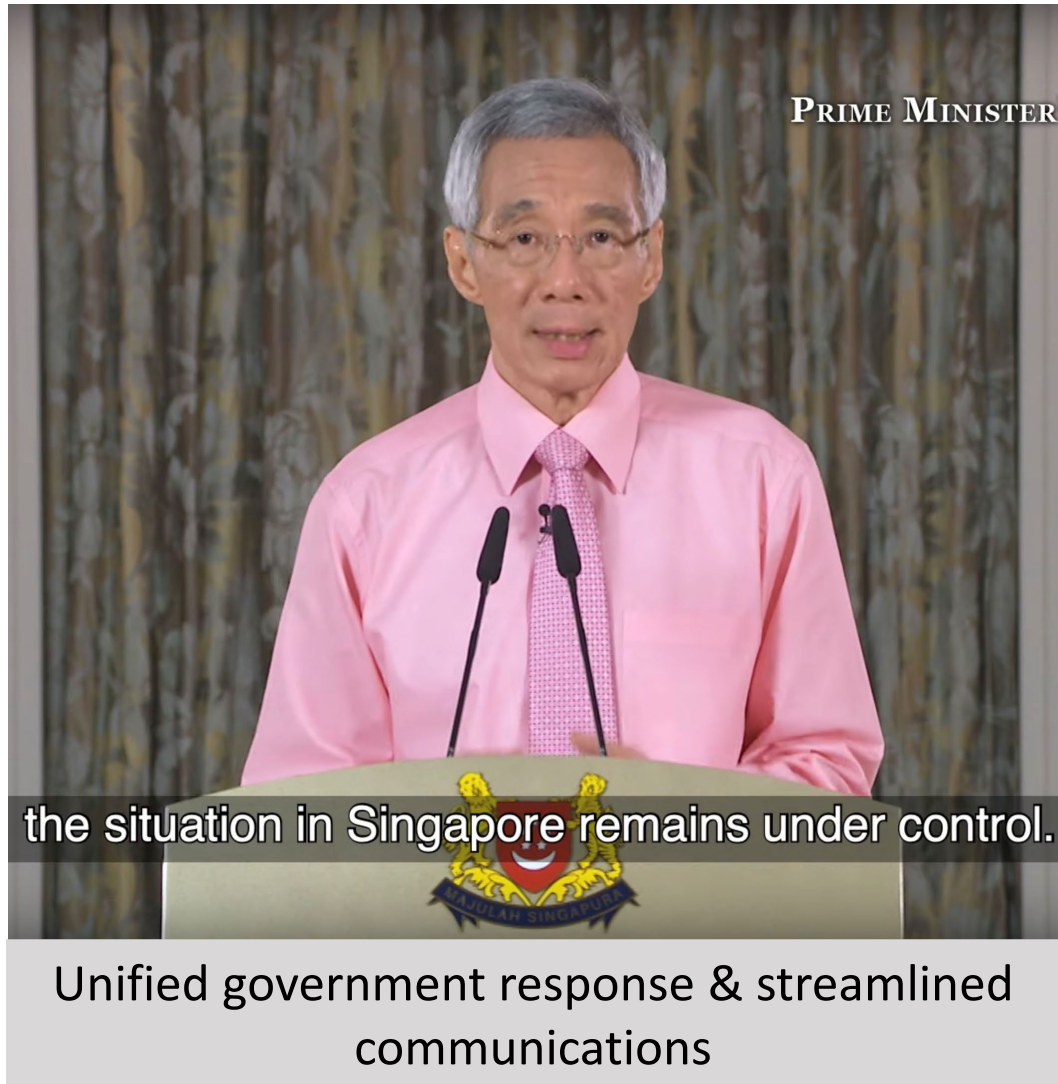 PRIME MINISTER
the situation in Singapore remains under control.
MAJULAH SINGAPURA
Unified government response & streamlined
communications